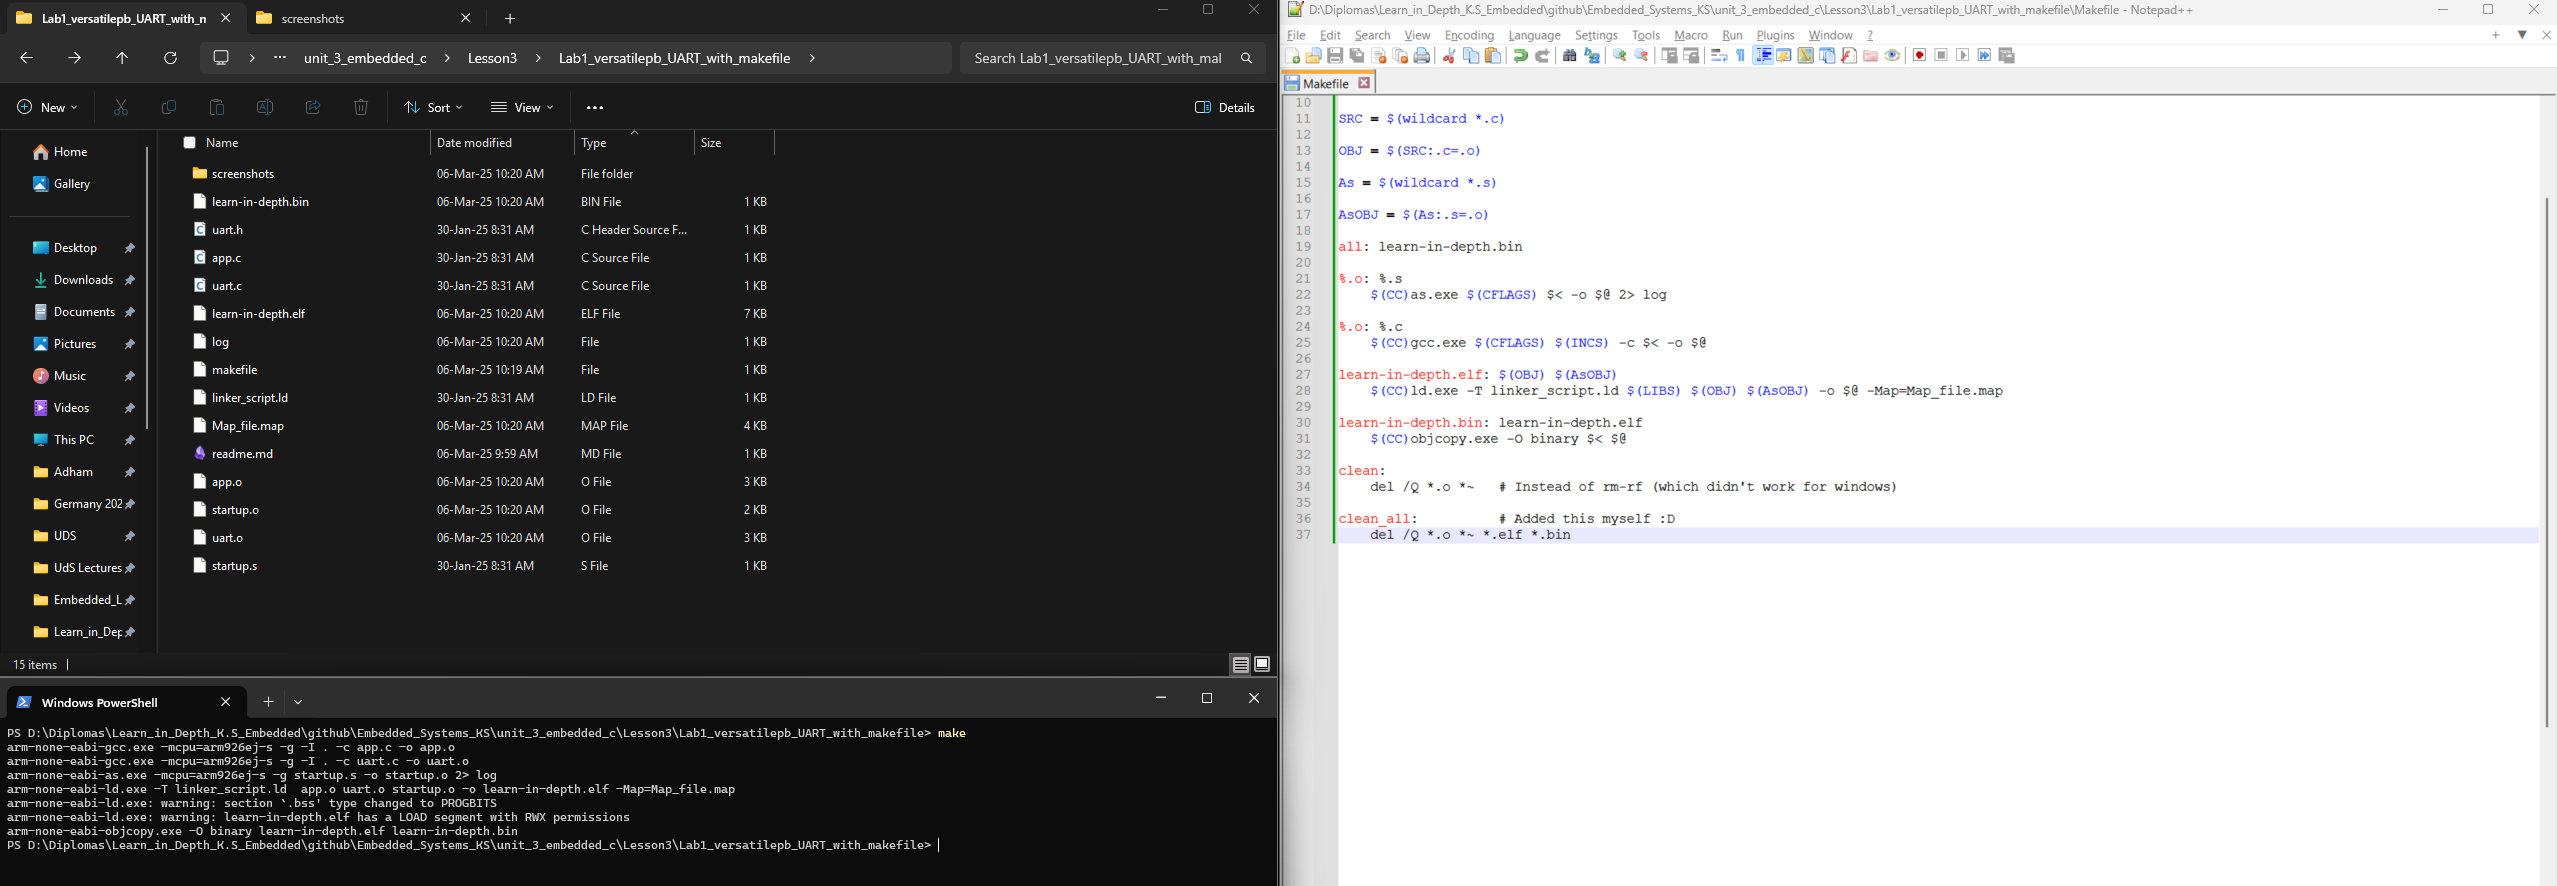 Lab1_versatilepb_UART_with_n
screenshots
unit_3_embedded_c > Lesson3 > Lab1_versatilepb_UART_with_makefile >
Search Lab1_versatilepb_UART_with_mal
New
Sort
View
Details
Home
Gallery
Desktop
Downloads
Documents
Pictures
Music
Videos
This PC
Adham
Germany 202
UDS
UdS Lectures
Embedded_L
Learn_in_Dep
Name Date modified Type Size
screenshots 06-Mar-25 10:20 AM File folder
learn-in-depth.bin 06-Mar-25 10:20 AM BIN File 1 KB
uart.h 30-Jan-25 8:31 AM C Header Source F... 1 KB
app.c 30-Jan-25 8:31 AM C Source File 1 KB
uart.c 30-Jan-25 8:31 AM C Source File 1 KB
learn-in-depth.elf 06-Mar-25 10:20 AM ELF File 7 KB
log 06-Mar-25 10:20 AM File 1 KB
makefile 06-Mar-25 10:19 AM File 1 KB
linker_script.ld 30-Jan-25 8:31 AM LD File 1 KB
Map_file.map 06-Mar-25 10:20 AM MAP File 4 KB
readme.md 06-Mar-25 9:59 AM MD File 1 KB
app.o 06-Mar-25 10:20 AM O File 3 KB
startup.o 06-Mar-25 10:20 AM O File 2 KB
uart.o 06-Mar-25 10:20 AM O File 3 KB
startup.s 30-Jan-25 8:31 AM S File 1 KB
15 items
Windows PowerShell
PS D:\Diplomas\Learn_in_Depth_K.S_Embedded\github\Embedded_Systems_KS\unit_3_embedded_c\Lesson3\Lab1_versatilepb_UART_with_makefile> make
arm-none-eabi-gcc.exe -mcpu=arm926ej-s -g -I . -c app.c -o app.o
arm-none-eabi-gcc.exe -mcpu=arm926ej-s -g -I . -c uart.c -o uart.o
arm-none-eabi-as.exe -mcpu=arm926ej-s -g startup.s -o startup.o 2> log
arm-none-eabi-ld.exe -T linker_script.ld  app.o uart.o startup.o -o learn-in-depth.elf -Map=Map_file.map
arm-none-eabi-ld.exe: warning: section `.bss' type changed to PROGBITS
arm-none-eabi-ld.exe: warning: learn-in-depth.elf has a LOAD segment with RWX permissions
arm-none-eabi-objcopy.exe -O binary learn-in-depth.elf learn-in-depth.bin
PS D:\Diplomas\Learn_in_Depth_K.S_Embedded\github\Embedded_Systems_KS\unit_3_embedded_c\Lesson3\Lab1_versatilepb_UART_with_makefile>
D:\Diplomas\Learn_in_Depth_K.S_Embedded\github\Embedded_Systems_KS\unit_3_embedded_c\Lesson3\Lab1_versatilepb_UART_with_makefile\Makefile - Notepad++
File Edit Search View Encoding Language Settings Tools Macro Run Plugins Window ?
Makefile
10
11 SRC = $(wildcard *.c)
12
13 OBJ = $(SRC:.c=.o)
14
15 As = $(wildcard *.s)
16
17 AsOBJ = $(As:.s=.o)
18
19 all: learn-in-depth.bin
20
21 %.o: %.s
22 $(CC)as.exe $(CFLAGS) $< -o $@ 2> log
23
24 %.o: %.c
25 $(CC)gcc.exe $(CFLAGS) $(INCS) -c $< -o $@
26
27 learn-in-depth.elf: $(OBJ) $(AsOBJ)
28 $(CC)ld.exe -T linker_script.ld $(LIBS) $(OBJ) $(AsOBJ) -o $@ -Map=Map_file.map
29
30 learn-in-depth.bin: learn-in-depth.elf
31 $(CC)objcopy.exe -O binary $< $@
32
33 clean:
34 del /Q *.o *~ # Instead of rm-rf (which didn't work for windows)
35
36 clean_all: # Added this myself :D
37 del /Q *.o *~ *.elf *.bin